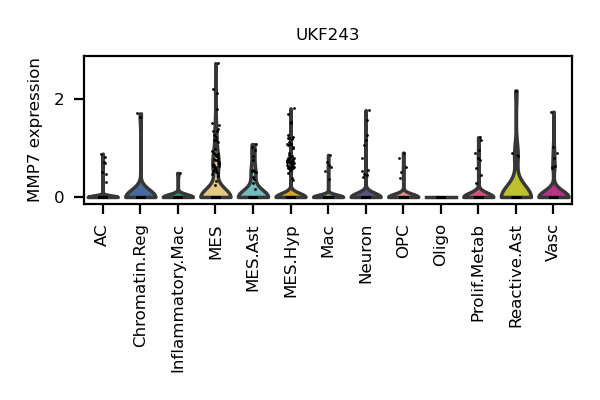 UKF243
MMP7 expression
2
0
AC
Chromatin.Reg
Inflammatory.Mac
MES
MES.Ast
MES.Hyp
Mac
Neuron
OPC
Oligo
Prolif.Metab
Reactive.Ast
Vasc